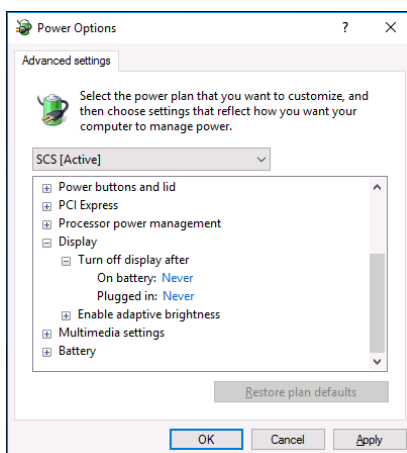 Power Options
?
Advanced settings
Select the power plan that you want to customize, and
then choose settings that reflect how you want your
computer to manage power.
SCS [Active]
Power buttons and lid
PCI Express
Processor power management
Display
Turn off display after
On battery: Never
Plugged in: Never
Enable adaptive brightness
Multimedia settings
Battery
Restore plan defaults
OK Cancel Apply